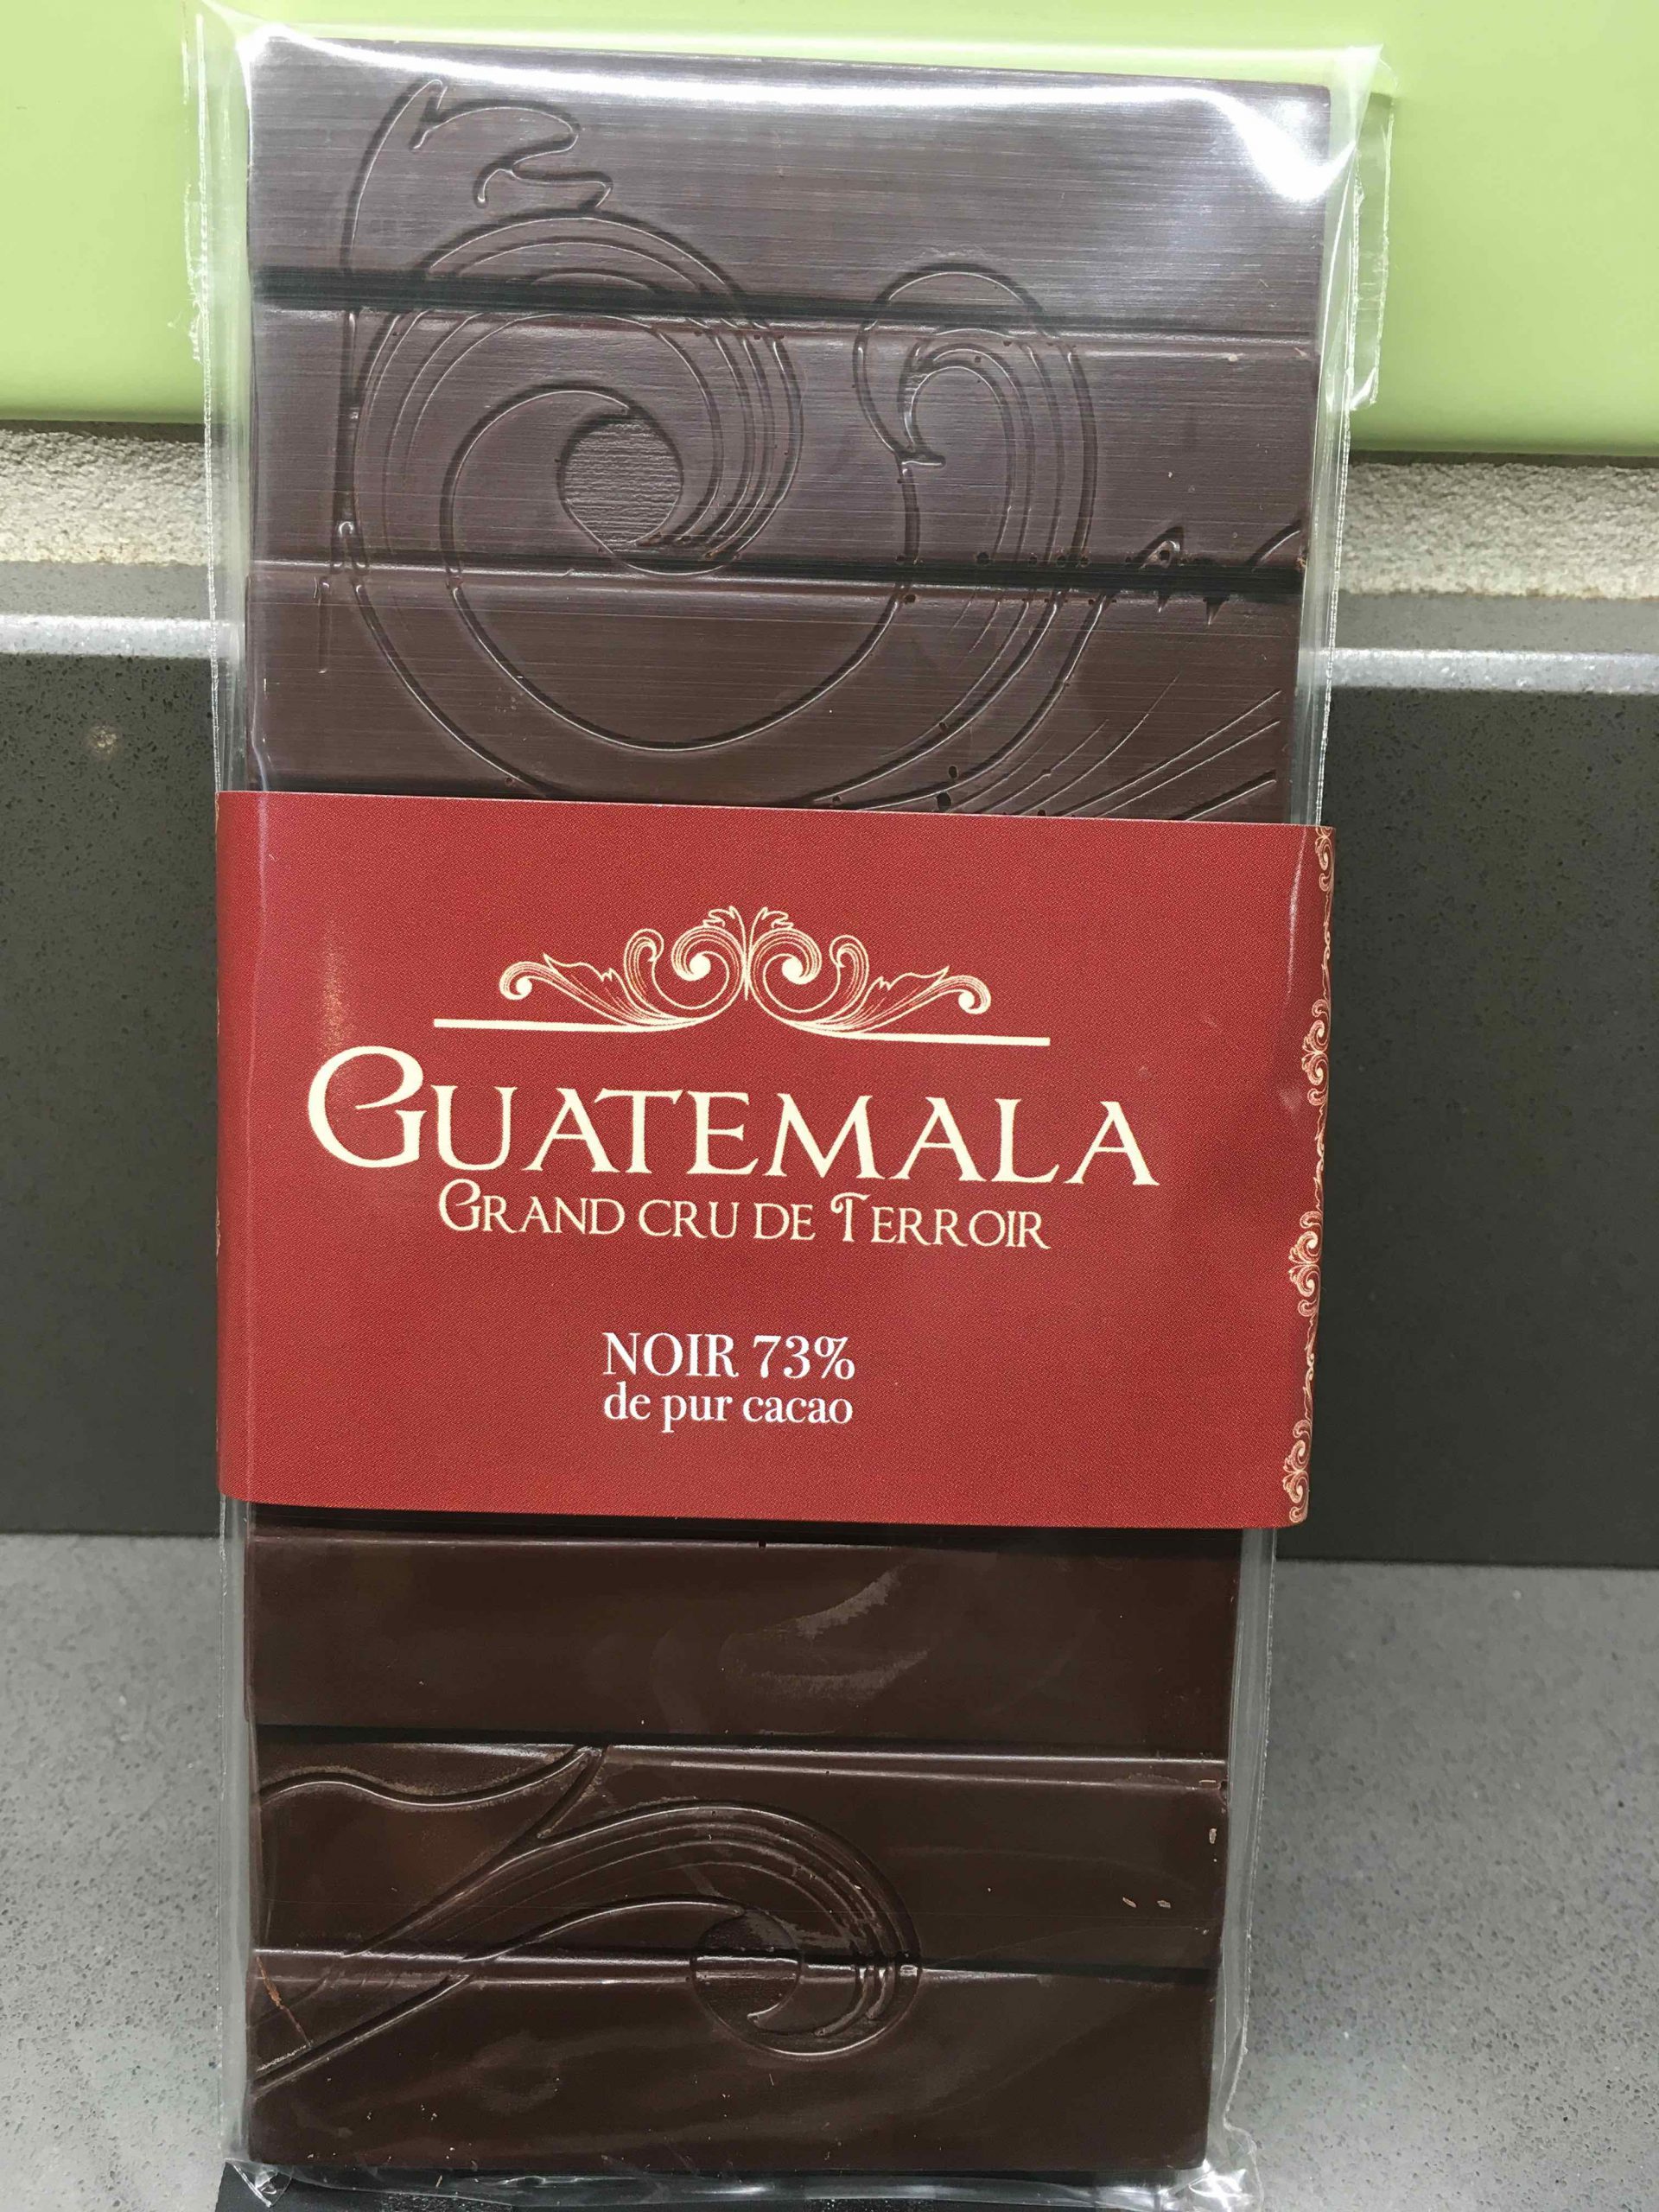 GUATEMALA
GRAND CRU DE TERROIR
NOIR 73%
de pur cacao